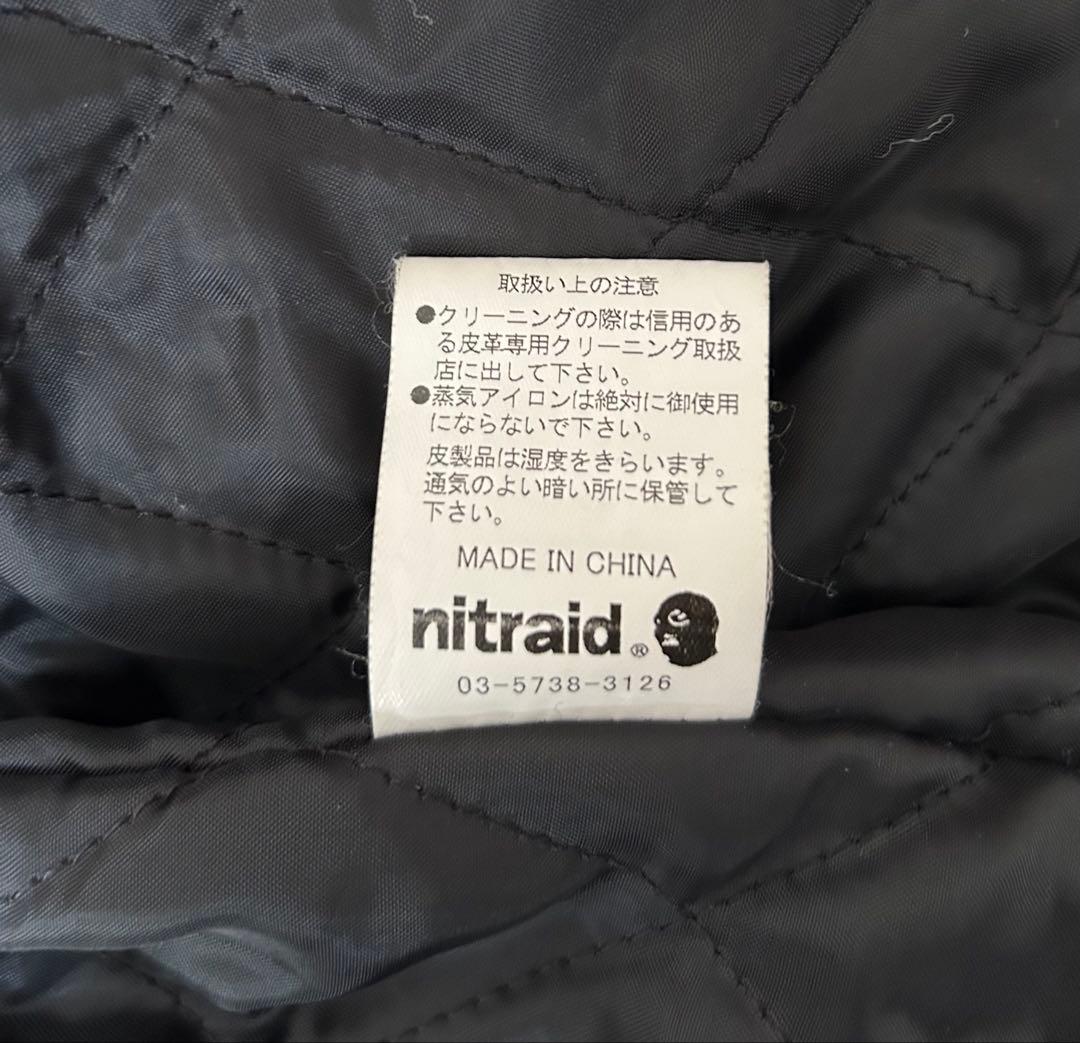 取扱い上の注意
●クリーニングの際は信用のあ
る皮革専用クリーニング取扱
店に出して下さい。
●蒸気アイロンは絶対に御使用
にならないで下さい。
皮製品は湿度をきらいます。
通気のよい暗い所に保管して
下さい。
MADE IN CHINA
nitraid®
03-5738-3126